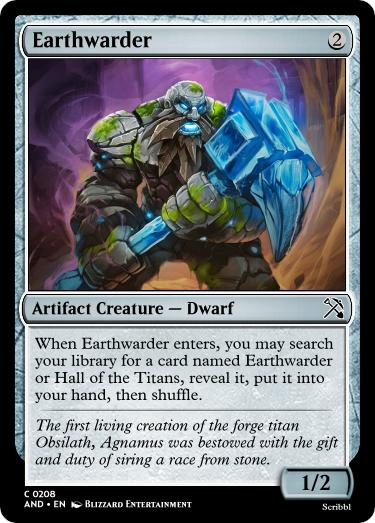 Earthwarder 2
Artifact Creature — Dwarf
When Earthwarder enters, you may search
your library for a card named Earthwarder
or Hall of the Titans, reveal it, put it into
your hand, then shuffle.
The first living creation of the forge titan
Obsilath, Agnamus was bestowed with the gift
and duty of siring a race from stone.
1/2
C 0208
AND • EN Blizzard Entertainment
Scribbl